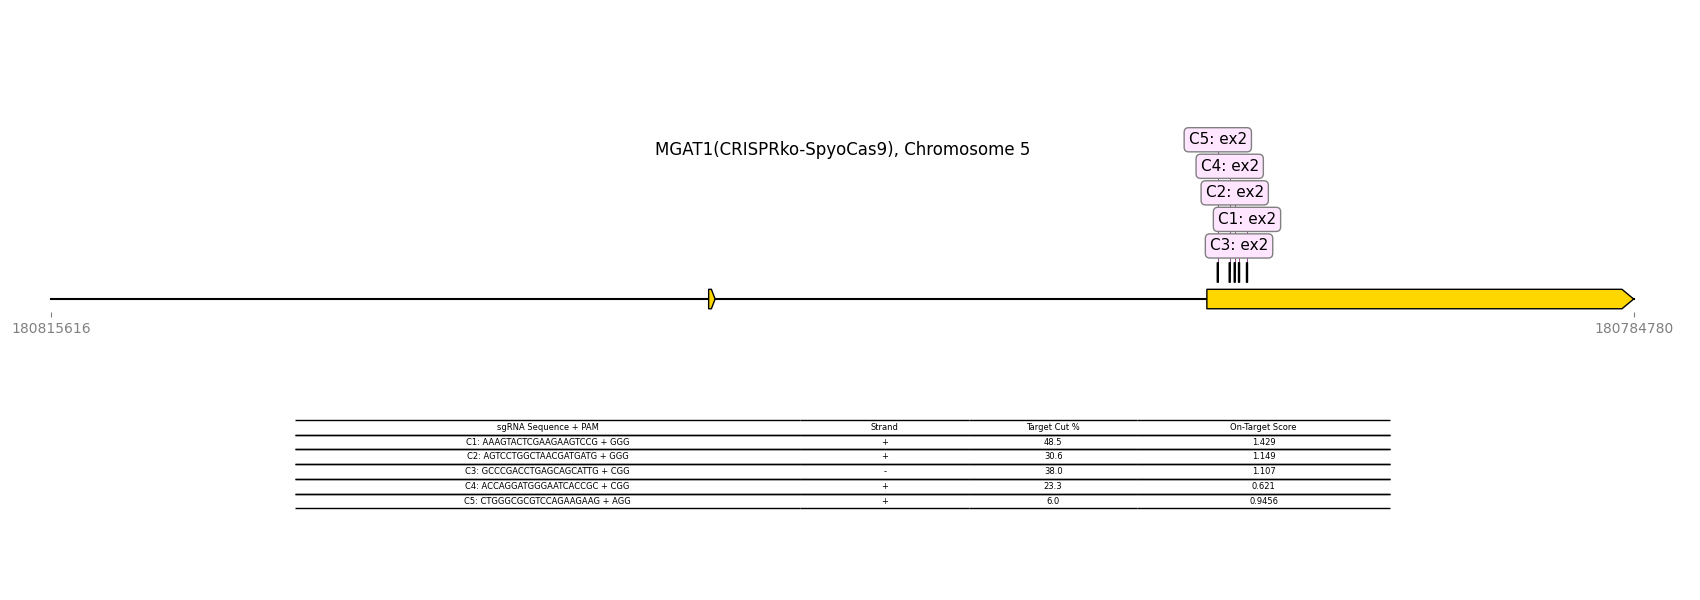 C5: ex2
MGAT1(CRISPRko-SpyoCas9), Chromosome 5
C4: ex2
C2: ex2
C1: ex2
C3: ex2
180815616 180784780
sgRNA Sequence + PAM Strand Target Cut % On-Target Score
C1: AAAGTACTCGAAGAAGTCCG + GGG + 48.5 1.429
C2: AGTCCTGGCTAACGATGATG + GGG + 30.6 1.149
C3: GCCCGACCTGAGCAGCATTG + CGG - 38.0 1.107
C4: ACCAGGATGGGAATCACCGC + CGG + 23.3 0.621
C5: CTGGGCGCGTCCAGAAGAAG + AGG + 6.0 0.9456